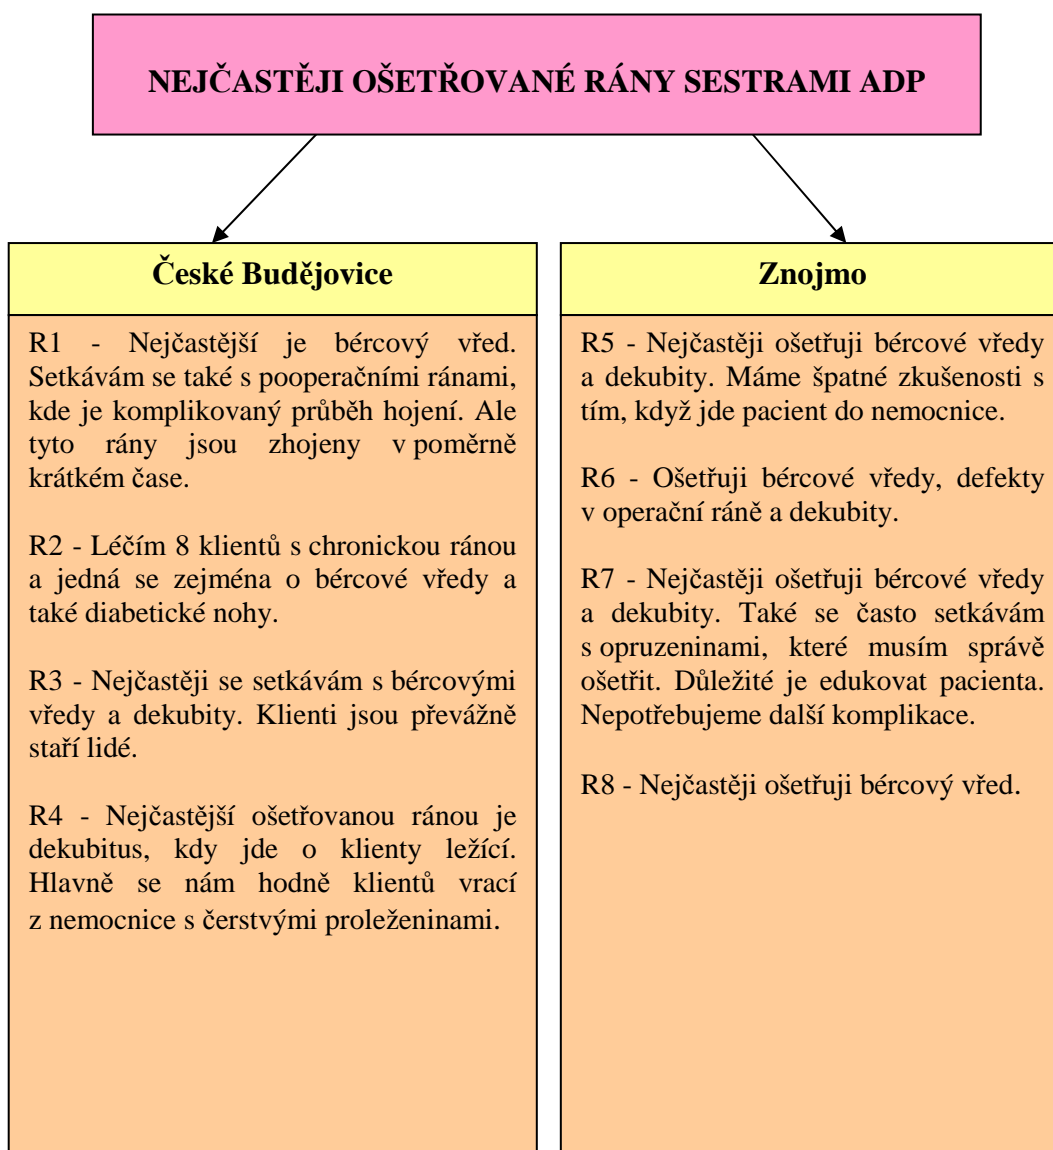 NEJČASTĚJI OŠETŘOVANÉ RÁNY SESTRAMI ADP
České Budějovice
R1 - Nejčastější je bércový vřed.
Setkávám se také s pooperačními ránami,
kde je komplikovaný průběh hojení. Ale
tyto rány jsou zhojeny v poměrně
krátkém čase.
R2 - Léčím 8 klientů s chronickou ránou
a jedná se zejména o bércové vředy a
také diabetické nohy.
R3 - Nejčastěji se setkávám s bércovými
vředy a dekubity. Klienti jsou převážně
staří lidé.
R4 - Nejčastější ošetřovanou ránou je
dekubitus, kdy jde o klienty ležící.
Hlavně se nám hodně klientů vrací
z nemocnice s čerstvými proleženinami.
Znojmo
R5 - Nejčastěji ošetřuji bércové vředy
a dekubity. Máme špatné zkušenosti s
tím, když jde pacient do nemocnice.
R6 - Ošetřuji bércové vředy, defekty
v operační ráně a dekubity.
R7 - Nejčastěji ošetřuji bércové vředy
a dekubity. Také se často setkávám
s opruzeninami, které musím správě
ošetřit. Důležité je edukovat pacienta.
Nepotřebujeme další komplikace.
R8 - Nejčastěji ošetřuji bércový vřed.